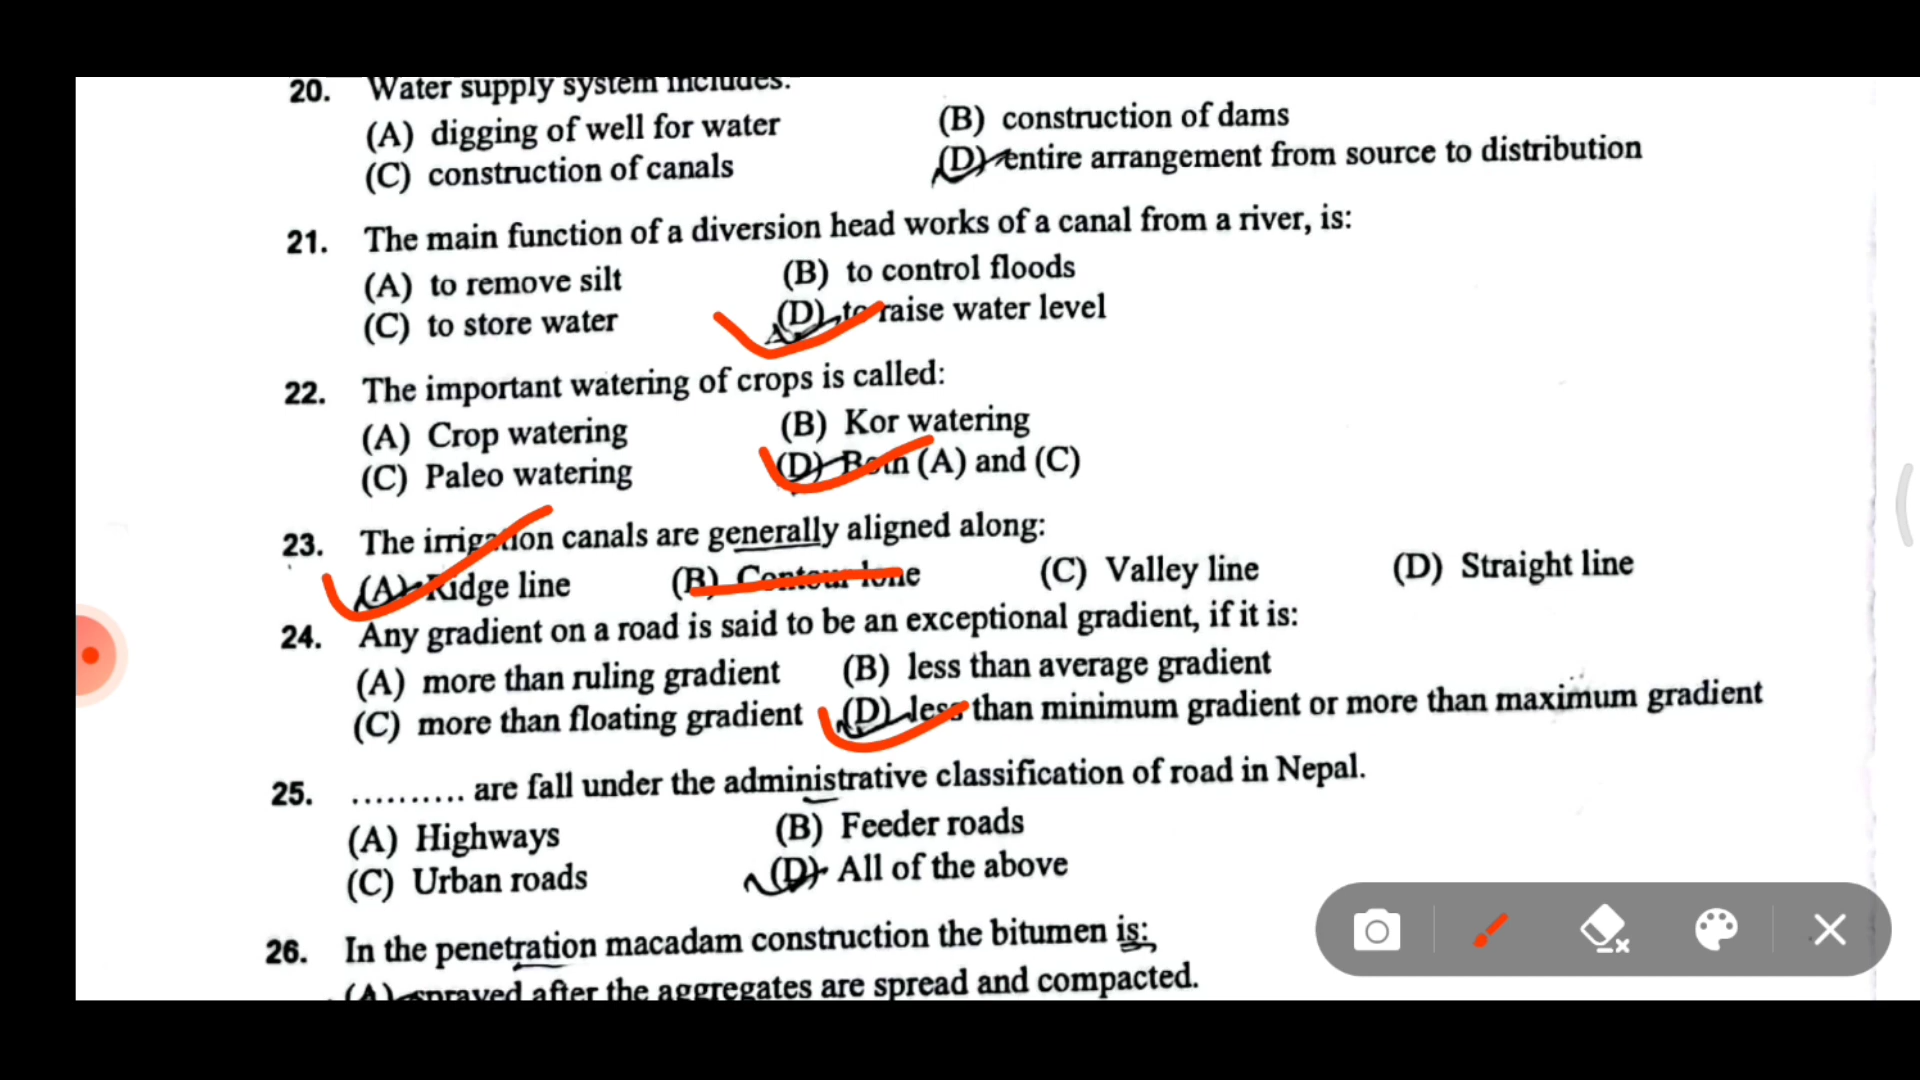 20. Water supply system includes:
(A) digging of well for water (B) construction of dams
(C) construction of canals (D) entire arrangement from source to distribution
21. The main function of a diversion head works of a canal from a river, is:
(A) to remove silt (B) to control floods
(C) to store water (D) to raise water level
22. The important watering of crops is called:
(A) Crop watering (B) Kor watering
(C) Paleo watering (D) Both (A) and (C)
23. The irrigation canals are generally aligned along:
(A) Ridge line (B) Contour lone (C) Valley line (D) Straight line
24. Any gradient on a road is said to be an exceptional gradient, if it is:
(A) more than ruling gradient (B) less than average gradient
(C) more than floating gradient (D) less than minimum gradient or more than maximum gradient
25. .......... are fall under the administrative classification of road in Nepal.
(A) Highways (B) Feeder roads
(C) Urban roads (D) All of the above
26. In the penetration macadam construction the bitumen is:
(A) sprayed after the aggregates are spread and compacted.